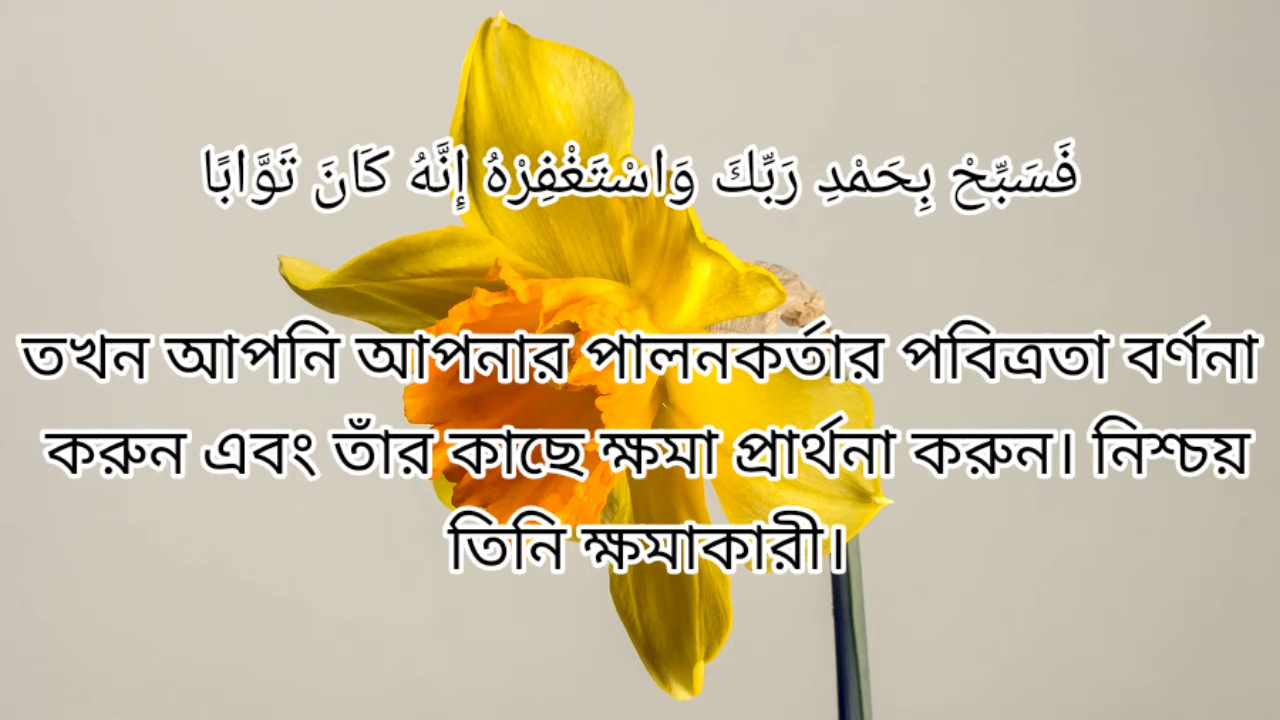 فَسَبِّحْ بِحَمْدِ رَبِّكَ وَاسْتَغْفِرْهُ إِنَّهُ كَانَ تَوَّابًا
তখন আপনি আপনার পালনকর্তার পবিত্রতা বর্ণনা
করুন এবং তাঁর কাছে ক্ষমা প্রার্থনা করুন। নিশ্চয়
তিনি ক্ষমাকারী।